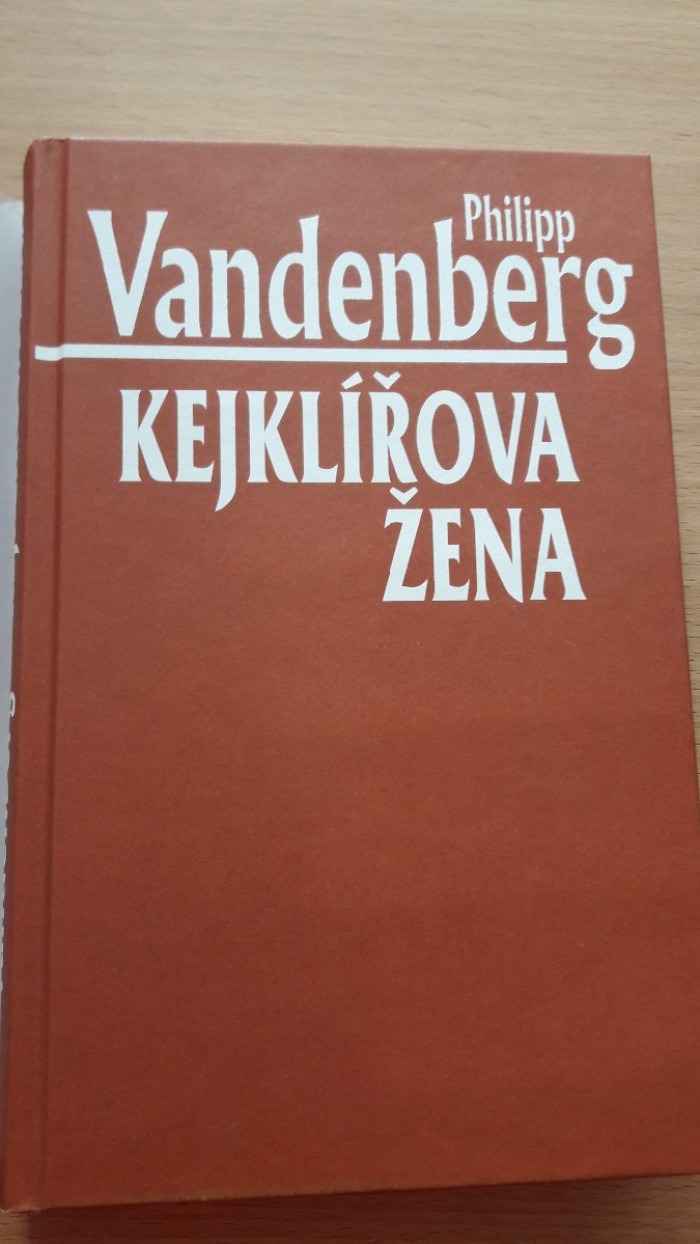 Philipp
Vandenberg
KEJKLÍŘOVA
ŽENA